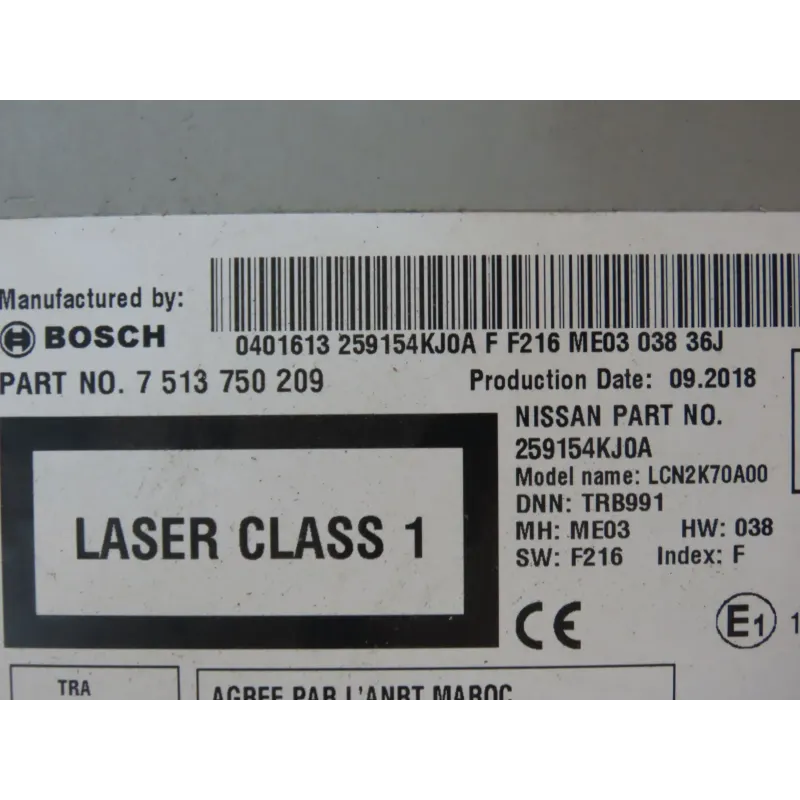 Manufactured by:
BOSCH
0401613 259154KJ0A F F216 ME03 038 36J
PART NO. 7 513 750 209
Production Date: 09.2018
NISSAN PART NO.
259154KJ0A
Model name: LCN2K70A00
DNN: TRB991
MH: ME03 HW: 038
SW: F216 Index: F
LASER CLASS 1
CE
E1 1
TRA
AGREE PAR L'ANRT MAROC